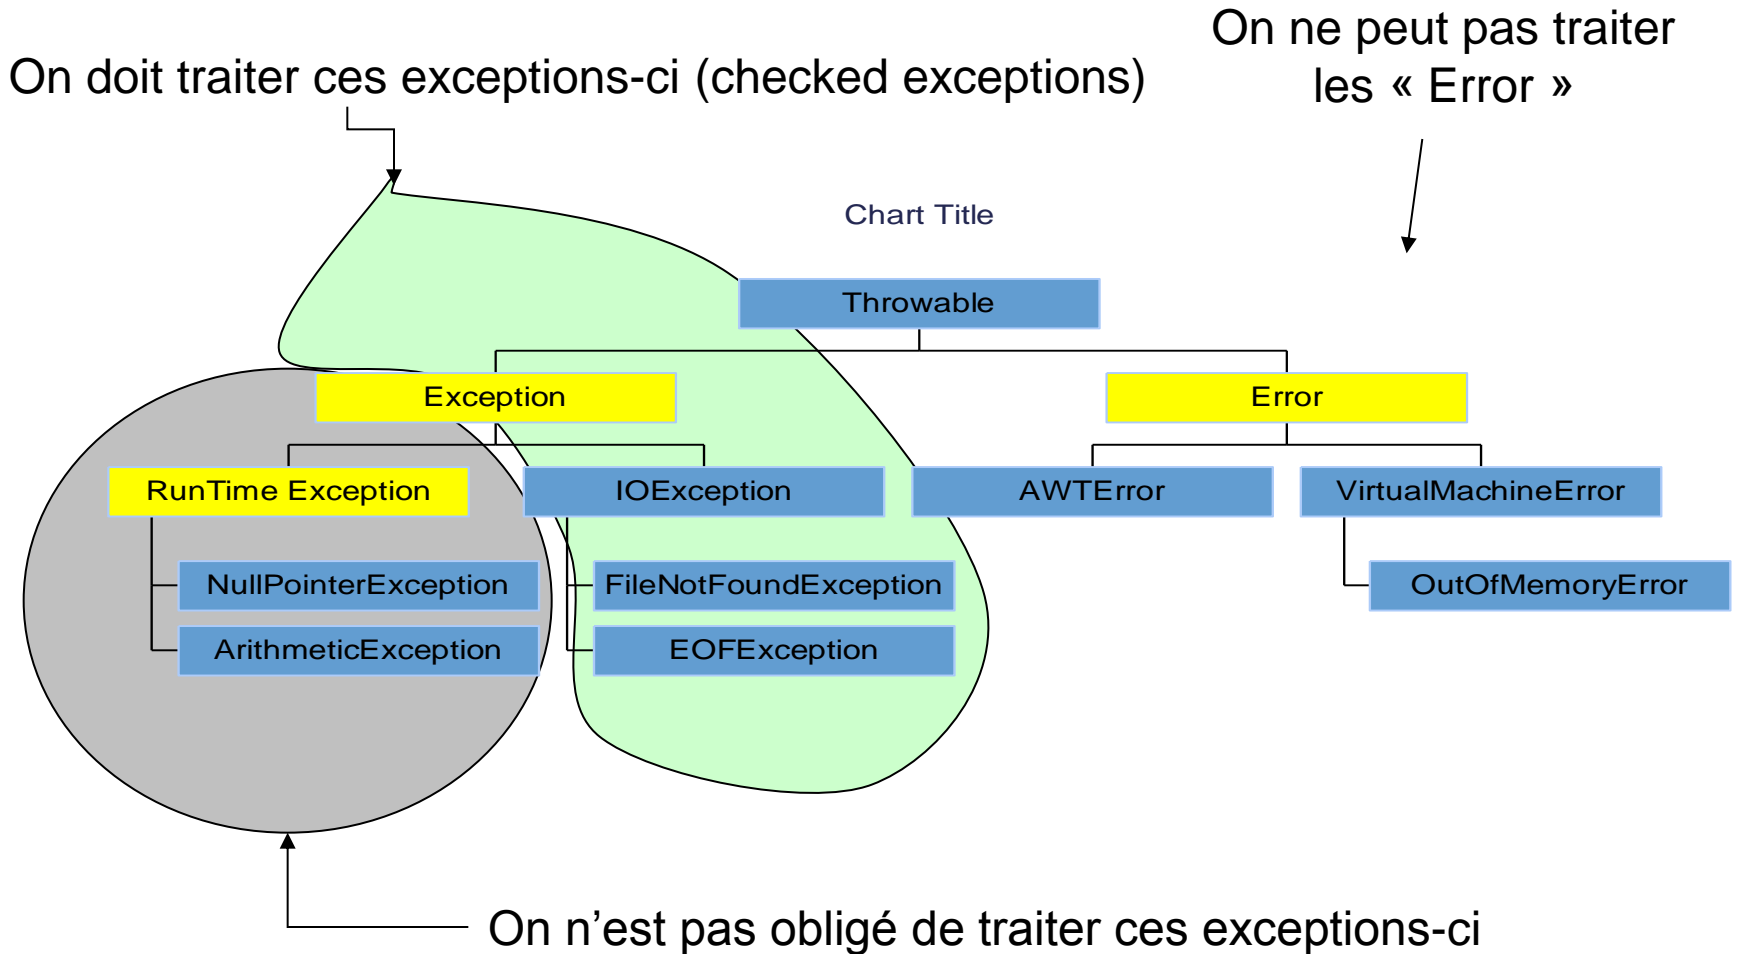 On ne peut pas traiter
les « Error »
On doit traiter ces exceptions-ci (checked exceptions)
Chart Title
Throwable
Exception
Error
RunTime Exception
IOException
AWTError
VirtualMachineError
NullPointerException
FileNotFoundException
OutOfMemoryError
ArithmeticException
EOFException
On n’est pas obligé de traiter ces exceptions-ci